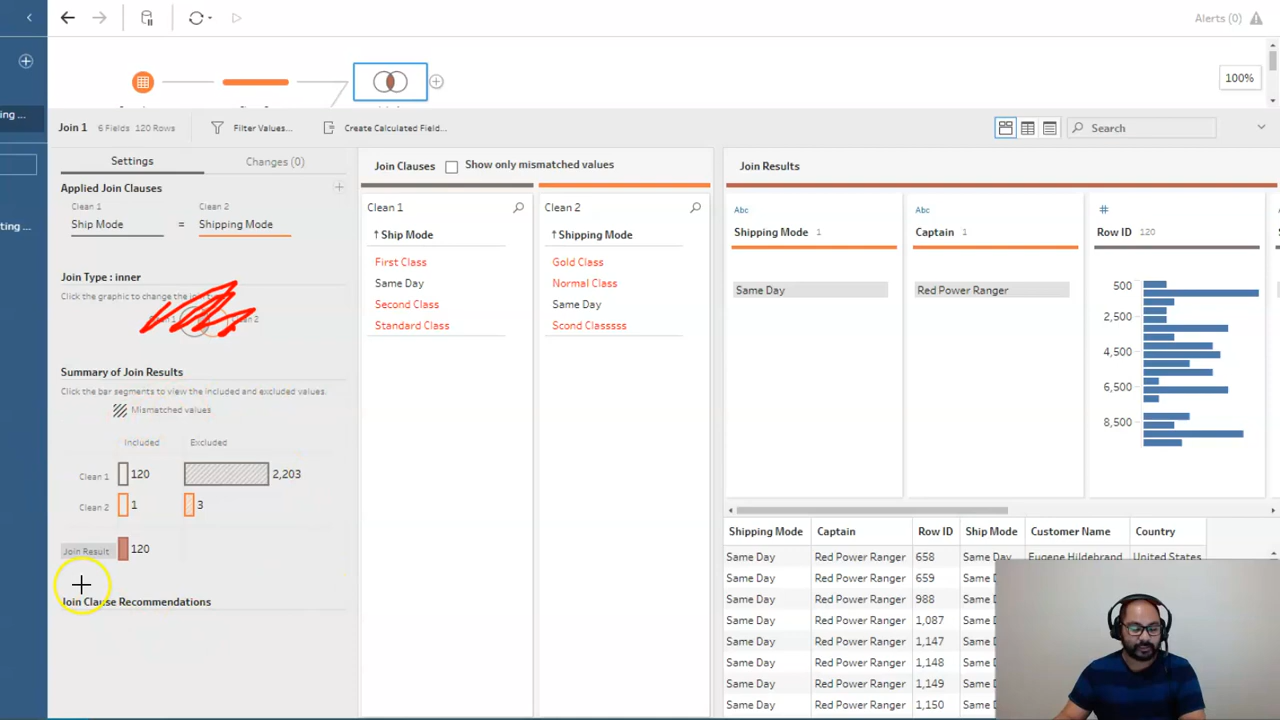 Alerts (0)
100%
ting ...
ting ...
Join 1 6 Fields 120 Rows Filter Values... Create Calculated Field... Search
Settings Changes (0)
Applied Join Clauses
Clean 1 Clean 2
Ship Mode = Shipping Mode
Join Type : inner
Click the graphic to change the
Summary of Join Results
Click the bar segments to view the included and excluded values.
Mismatched values
Included Excluded
Clean 1 120 2,203
Clean 2 1 3
Join Result 120
Join Clause Recommendations
Join Clauses Show only mismatched values
Clean 1
Ship Mode
First Class
Same Day
Second Class
Standard Class
Clean 2
Shipping Mode
Gold Class
Normal Class
Same Day
Scond Classsss
Join Results
Abc
Shipping Mode 1
Same Day
Abc
Captain 1
Red Power Ranger
#
Row ID 120
500
2,500
4,500
6,500
8,500
Shipping Mode Captain Row ID Ship Mode Customer Name Country
Same Day Red Power Ranger 658 Same Day Eugene Hildebrand United States
Same Day Red Power Ranger 659 Same
Same Day Red Power Ranger 988 Same
Same Day Red Power Ranger 1,087 Same
Same Day Red Power Ranger 1,147 Same
Same Day Red Power Ranger 1,148 Same
Same Day Red Power Ranger 1,149 Same
Same Day Red Power Ranger 1,150 Same